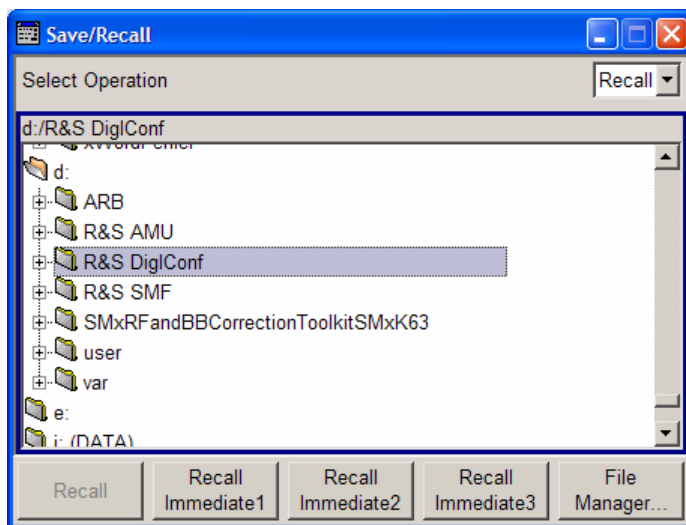 Save/Recall
Select Operation
Recall
d:/R&S DiglConf
d:
ARB
R&S AMU
R&S DiglConf
R&S SMF
SMxRFandBBCorrectionToolkitSMxK63
user
var
e:
i: (DATA)
Recall
Recall
Immediate1
Recall
Immediate2
Recall
Immediate3
File
Manager...